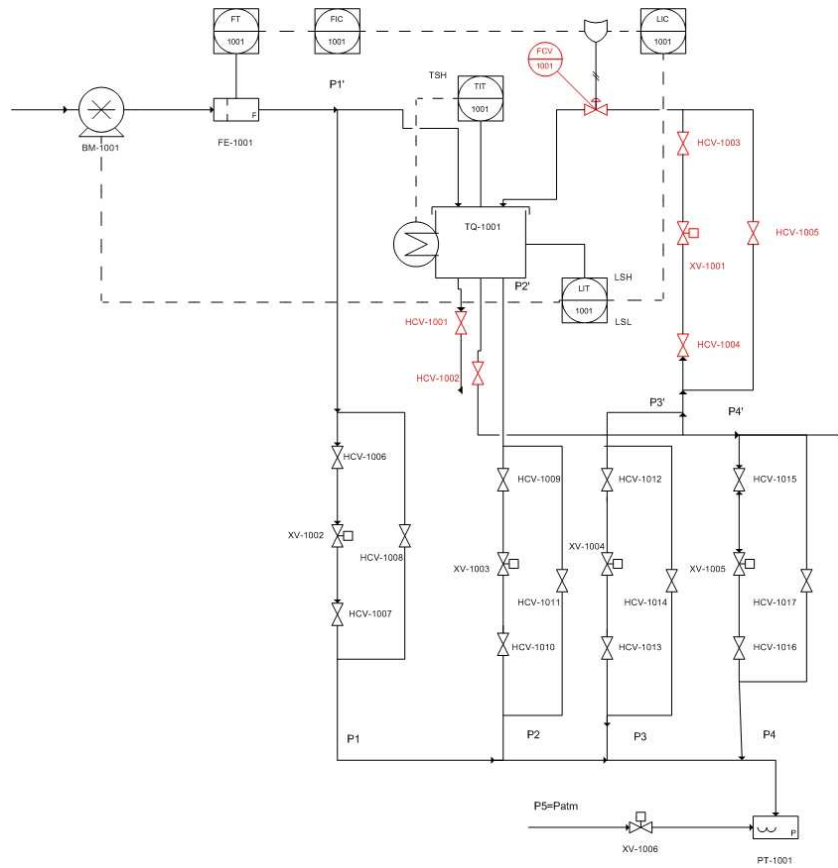 FT
1001
FIC
1001
LIC
1001
FCV
1001
TSH
TIT
1001
P1'
F
BM-1001
FE-1001
HCV-1003
TQ-1001
HCV-1005
XV-1001
LSH
P2'
LIT
1001
LSL
HCV-1001
HCV-1004
HCV-1002
P3'
P4'
HCV-1006
HCV-1009
HCV-1012
HCV-1015
XV-1002
HCV-1008
XV-1003
XV-1004
XV-1005
HCV-1011
HCV-1014
HCV-1017
HCV-1007
HCV-1010
HCV-1013
HCV-1016
P1
P2
P3
P4
P5=Patm
P
XV-1006
PT-1001